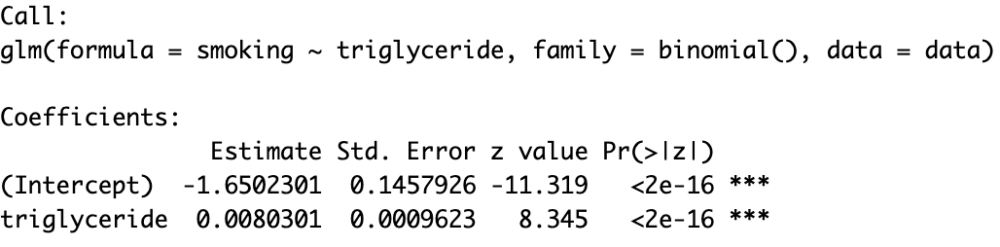 Call:
glm(formula = smoking ~ triglyceride, family = binomial(), data = data)
Coefficients:
Estimate Std. Error z value Pr(>|z|)
(Intercept) -1.6502301 0.1457926 -11.319 <2e-16 ***
triglyceride 0.0080301 0.0009623 8.345 <2e-16 ***